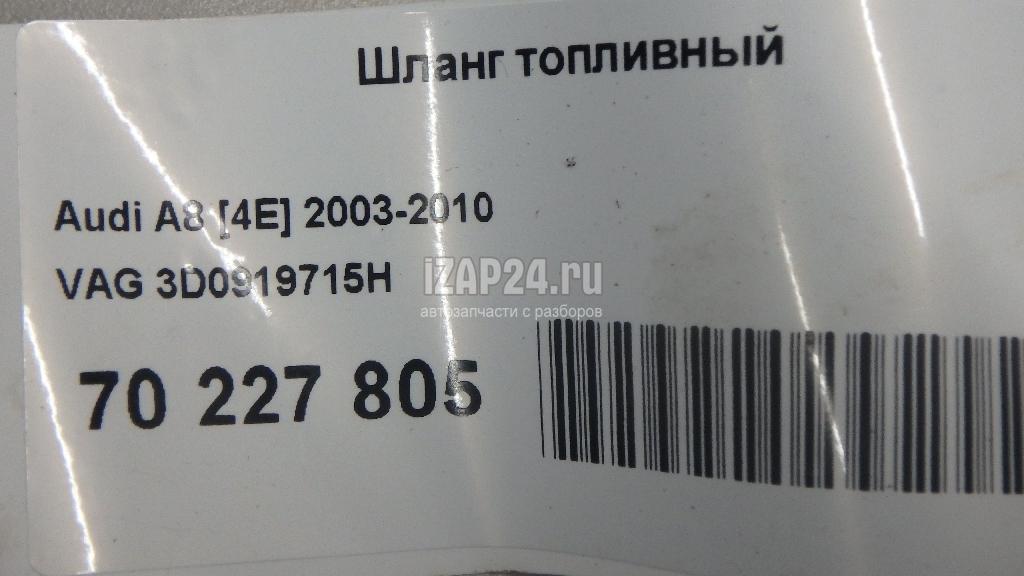 Шланг топливный
Audi A8 [4E] 2003-2010
VAG 3D0919715H
iZAP24.ru
автозапчасти с разборов
70 227 805